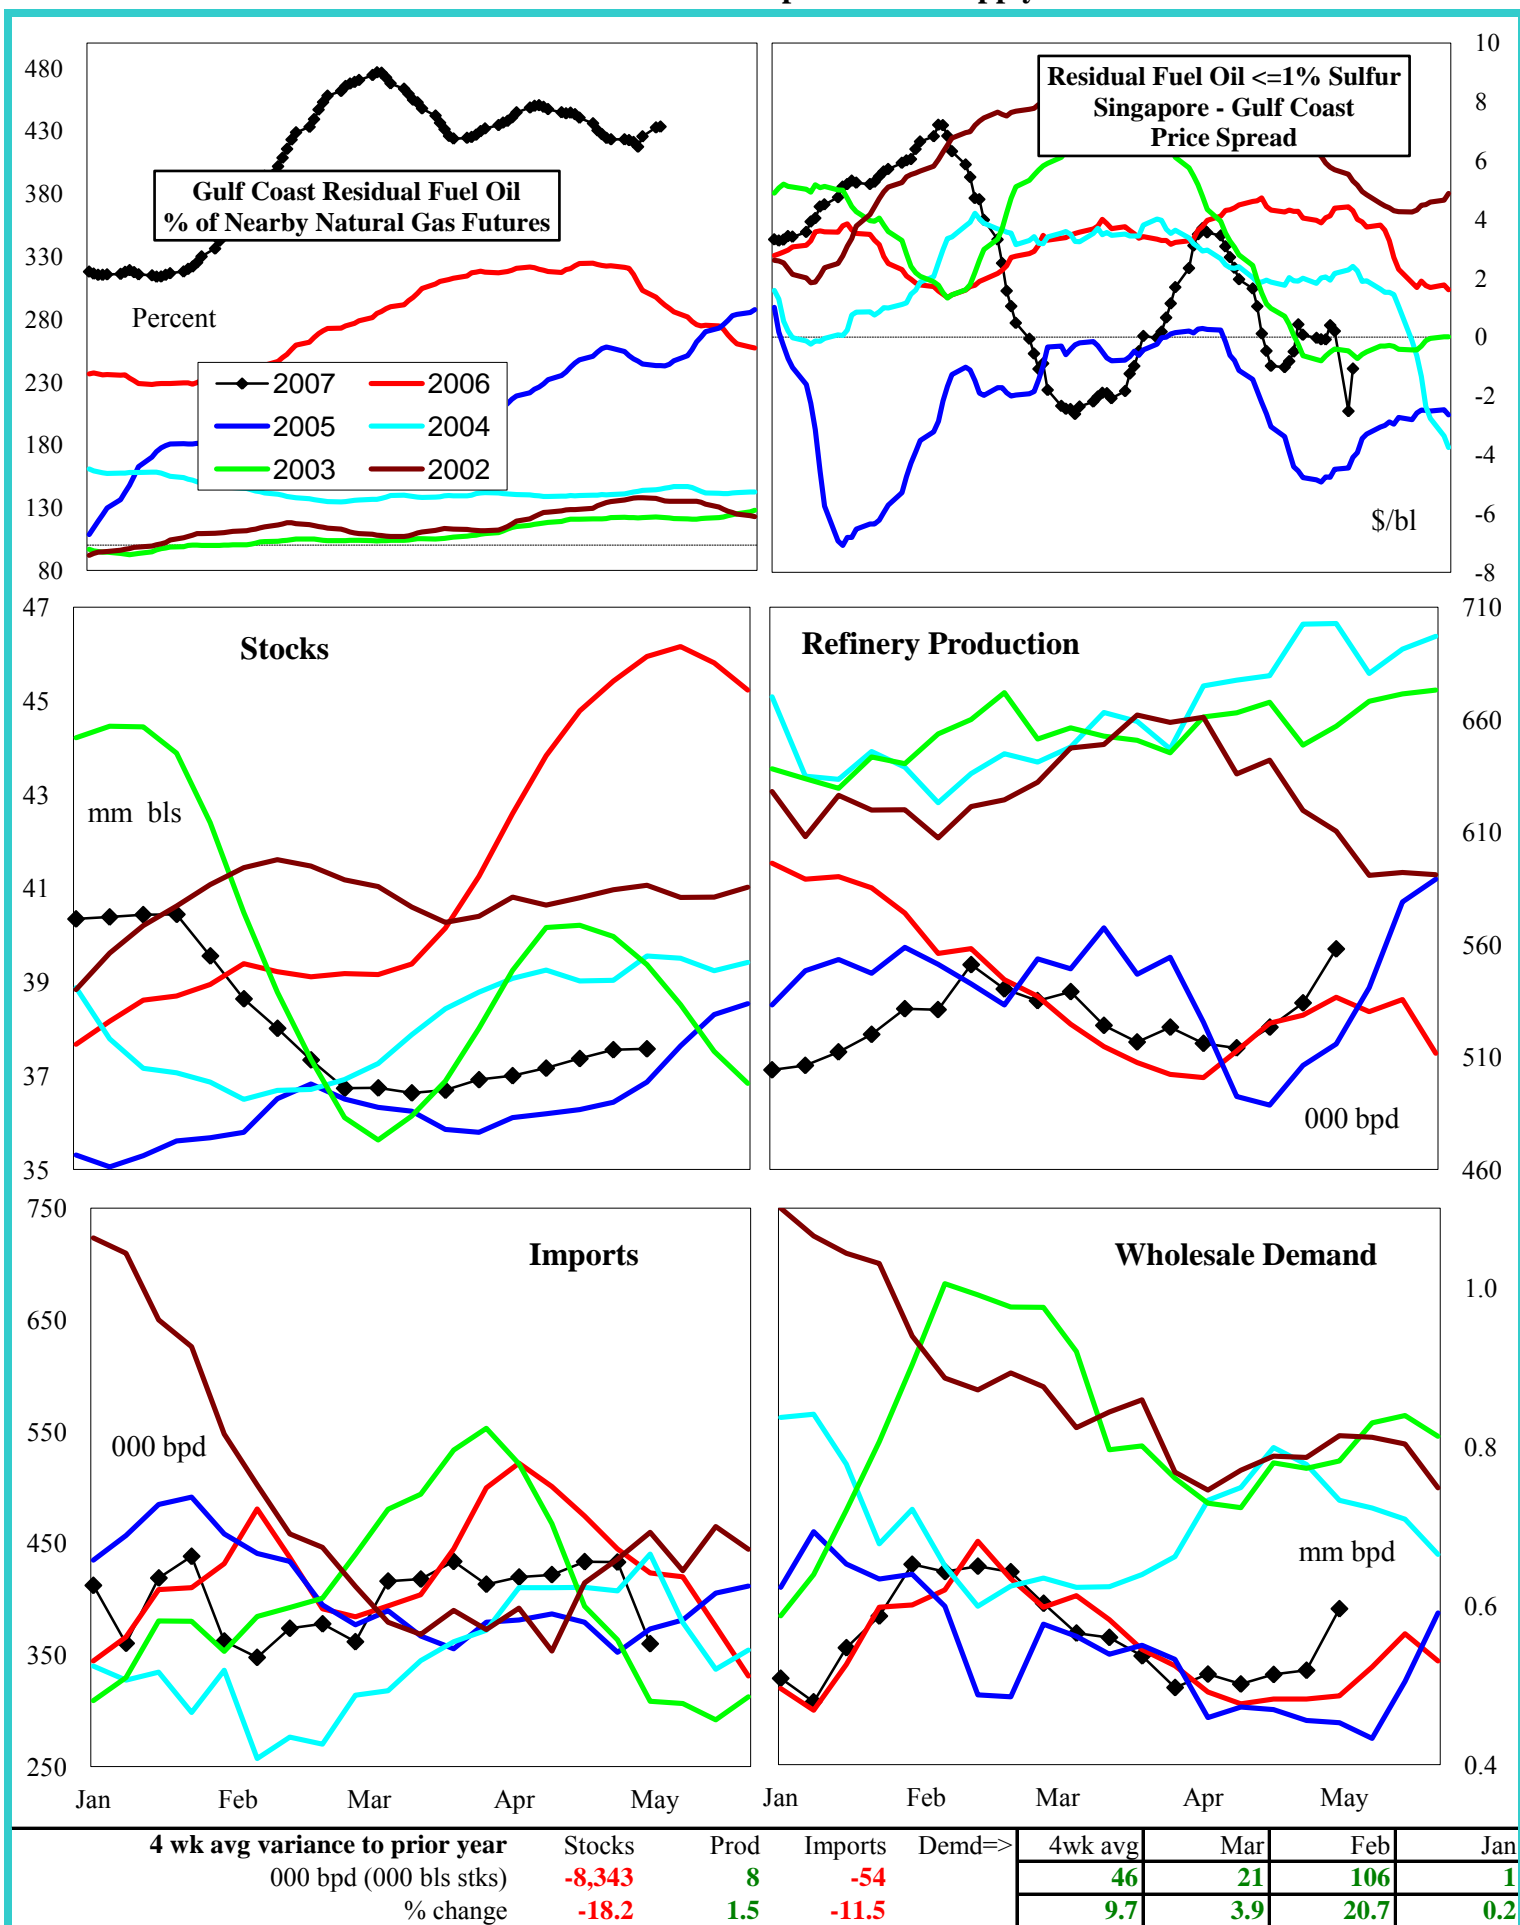 480
430
380
330
280
230
180
130
80
Gulf Coast Residual Fuel Oil
% of Nearby Natural Gas Futures
Percent
2007 2006
2005 2004
2003 2002
Residual Fuel Oil <=1% Sulfur
Singapore - Gulf Coast
Price Spread
$/bl
10
8
6
4
2
0
-2
-4
-6
-8
47
45
43
41
39
37
35
Stocks
mm bls
Refinery Production
000 bpd
710
660
610
560
510
460
750
650
550
450
350
250
Imports
000 bpd
Jan Feb Mar Apr May
Wholesale Demand
mm bpd
1.0
0.8
0.6
0.4
Jan Feb Mar Apr May
4 wk avg variance to prior year Stocks Prod Imports Demd=> 4wk avg Mar Feb Jan
000 bpd (000 bls stks) -8,343 8 -54 46 21 106 1
% change -18.2 1.5 -11.5 9.7 3.9 20.7 0.2